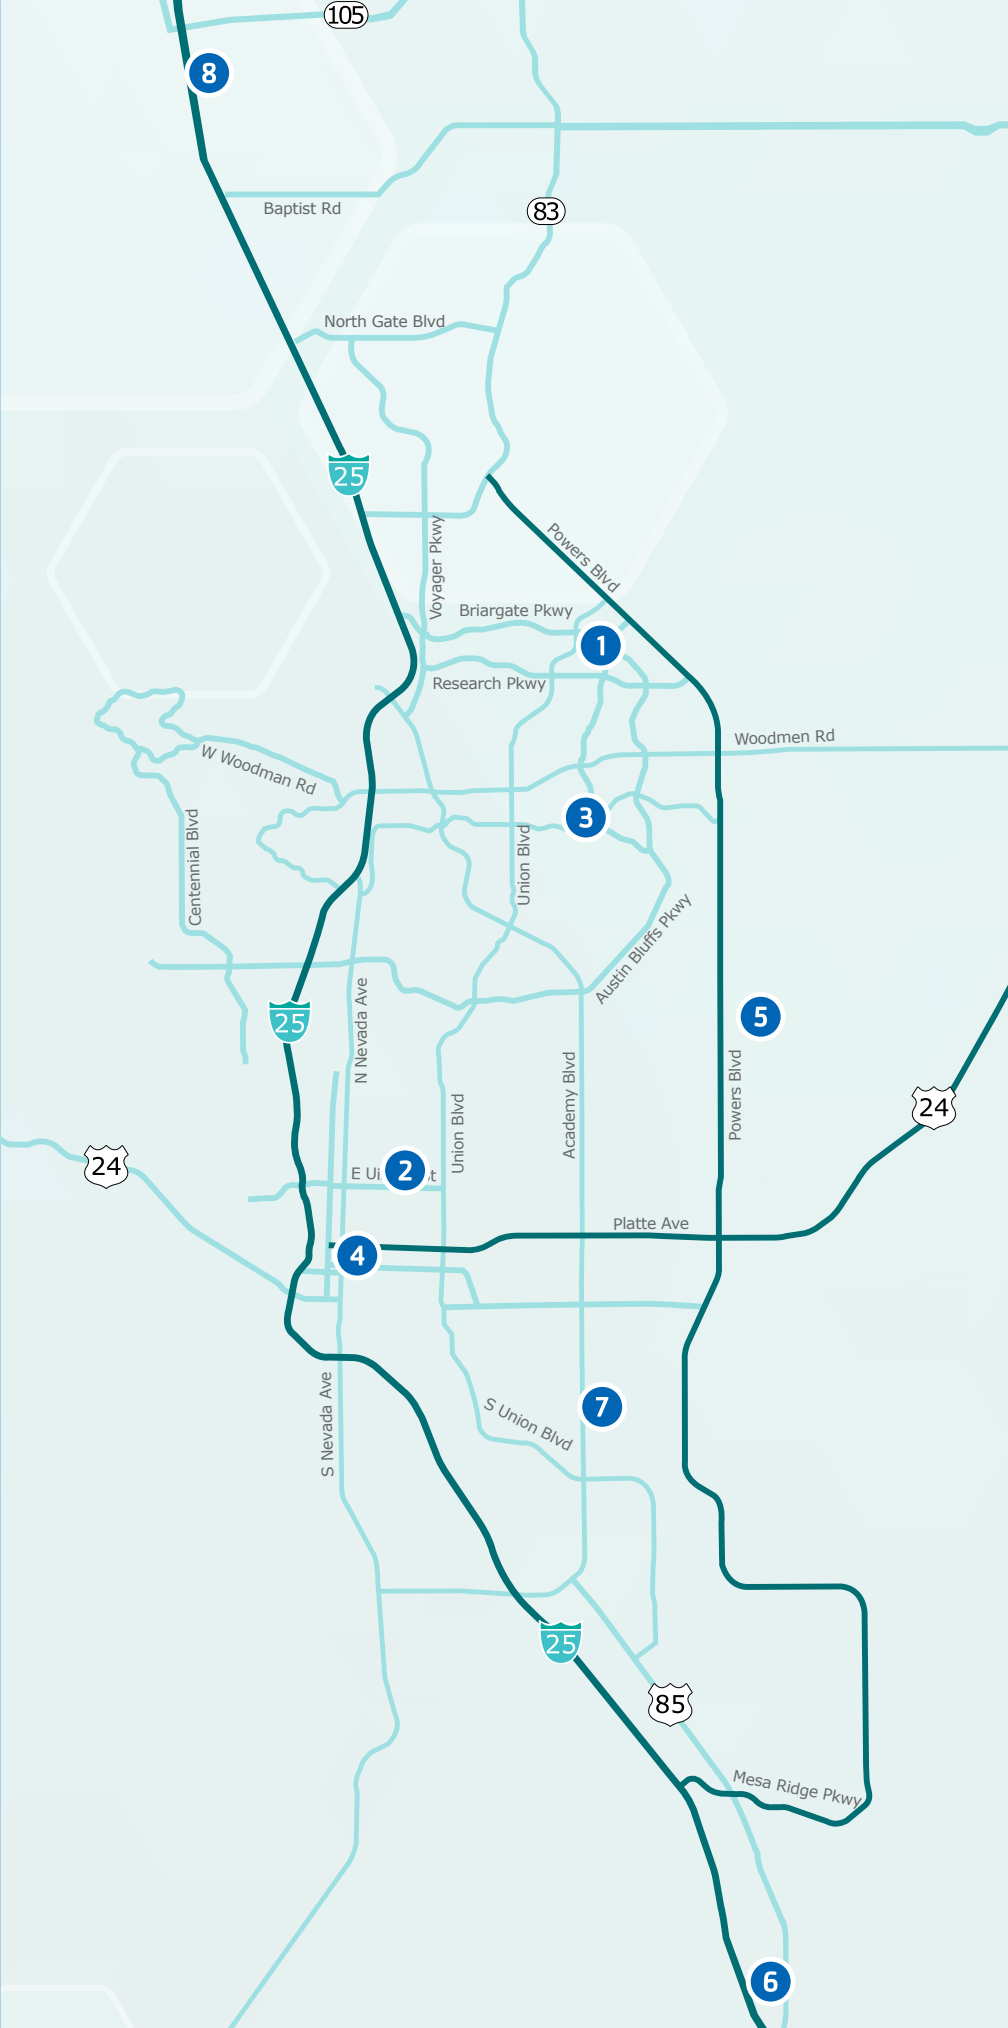 105
8
Baptist Rd
83
North Gate Blvd
25
Powers Blvd
Voyager Pkwy
Briargate Pkwy
1
Research Pkwy
Woodmen Rd
W Woodman Rd
3
Centennial Blvd
Union Blvd
Austin Bluffs Pkwy
25
5
N Nevada Ave
Academy Blvd
Powers Blvd
Union Blvd
24
24
2
E
Platte Ave
4
S Nevada Ave
7
S Union Blvd
25
85
Mesa Ridge Pkwy
6